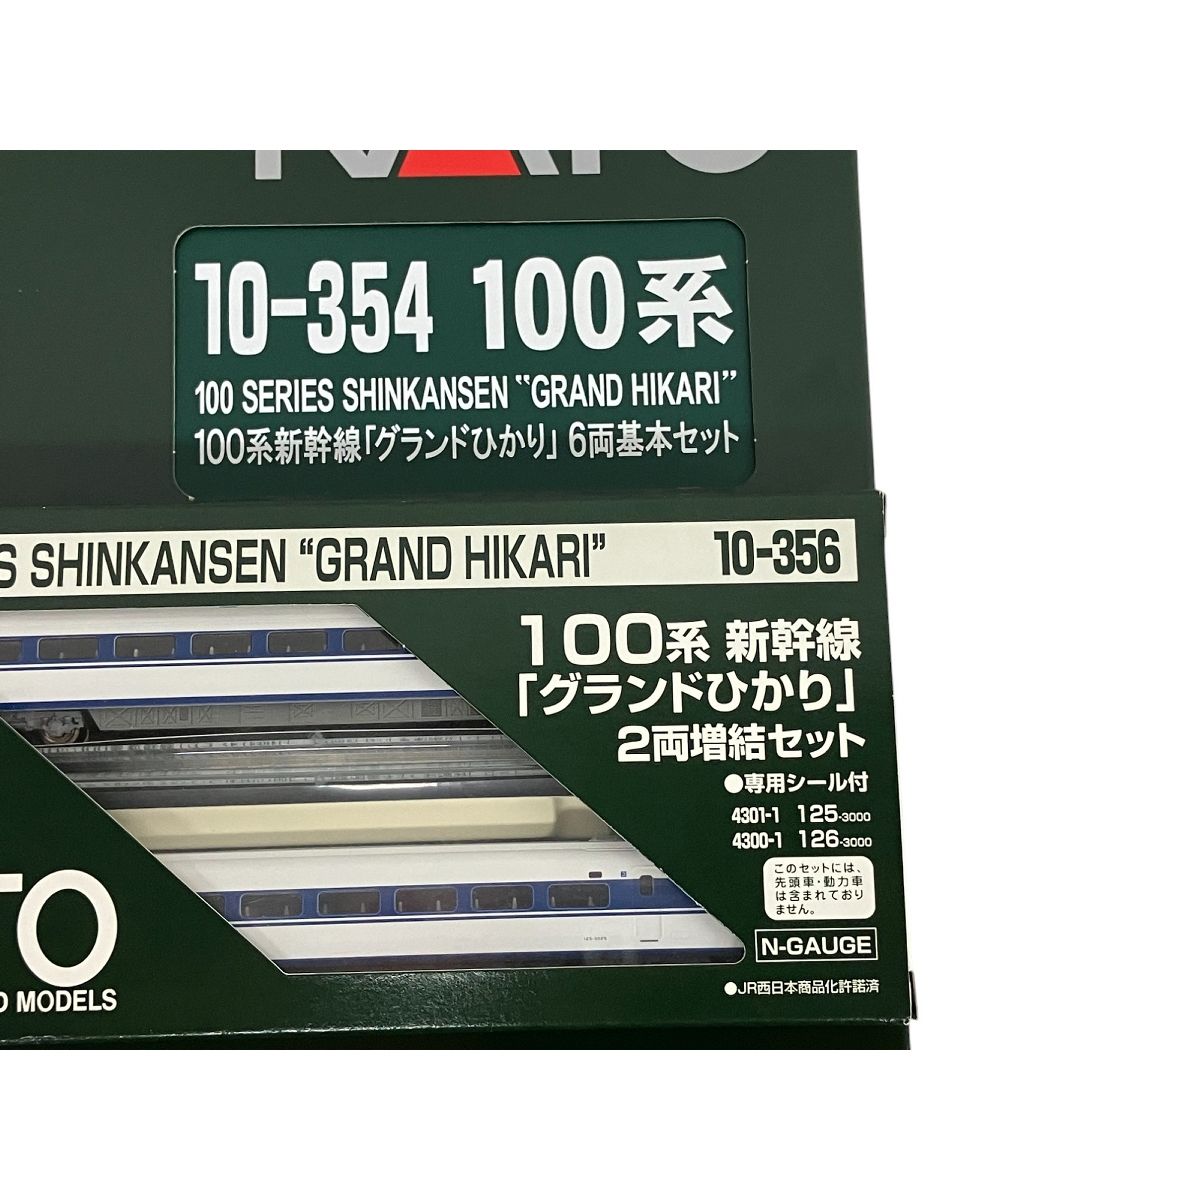 10-354 100系
100 SERIES SHINKANSEN “GRAND HIKARI”
100系新幹線「グランドひかり」 6両基本セット
S SHINKANSEN “GRAND HIKARI” 10-356
100系 新幹線
「グランドひかり」
2両増結セット
●専用シール付
4301-1 125-3000
4300-1 126-3000
このセットには、
先頭車・動力車
は含まれており
ません。
TO
D MODELS
N-GAUGE
●JR西日本商品化許諾済